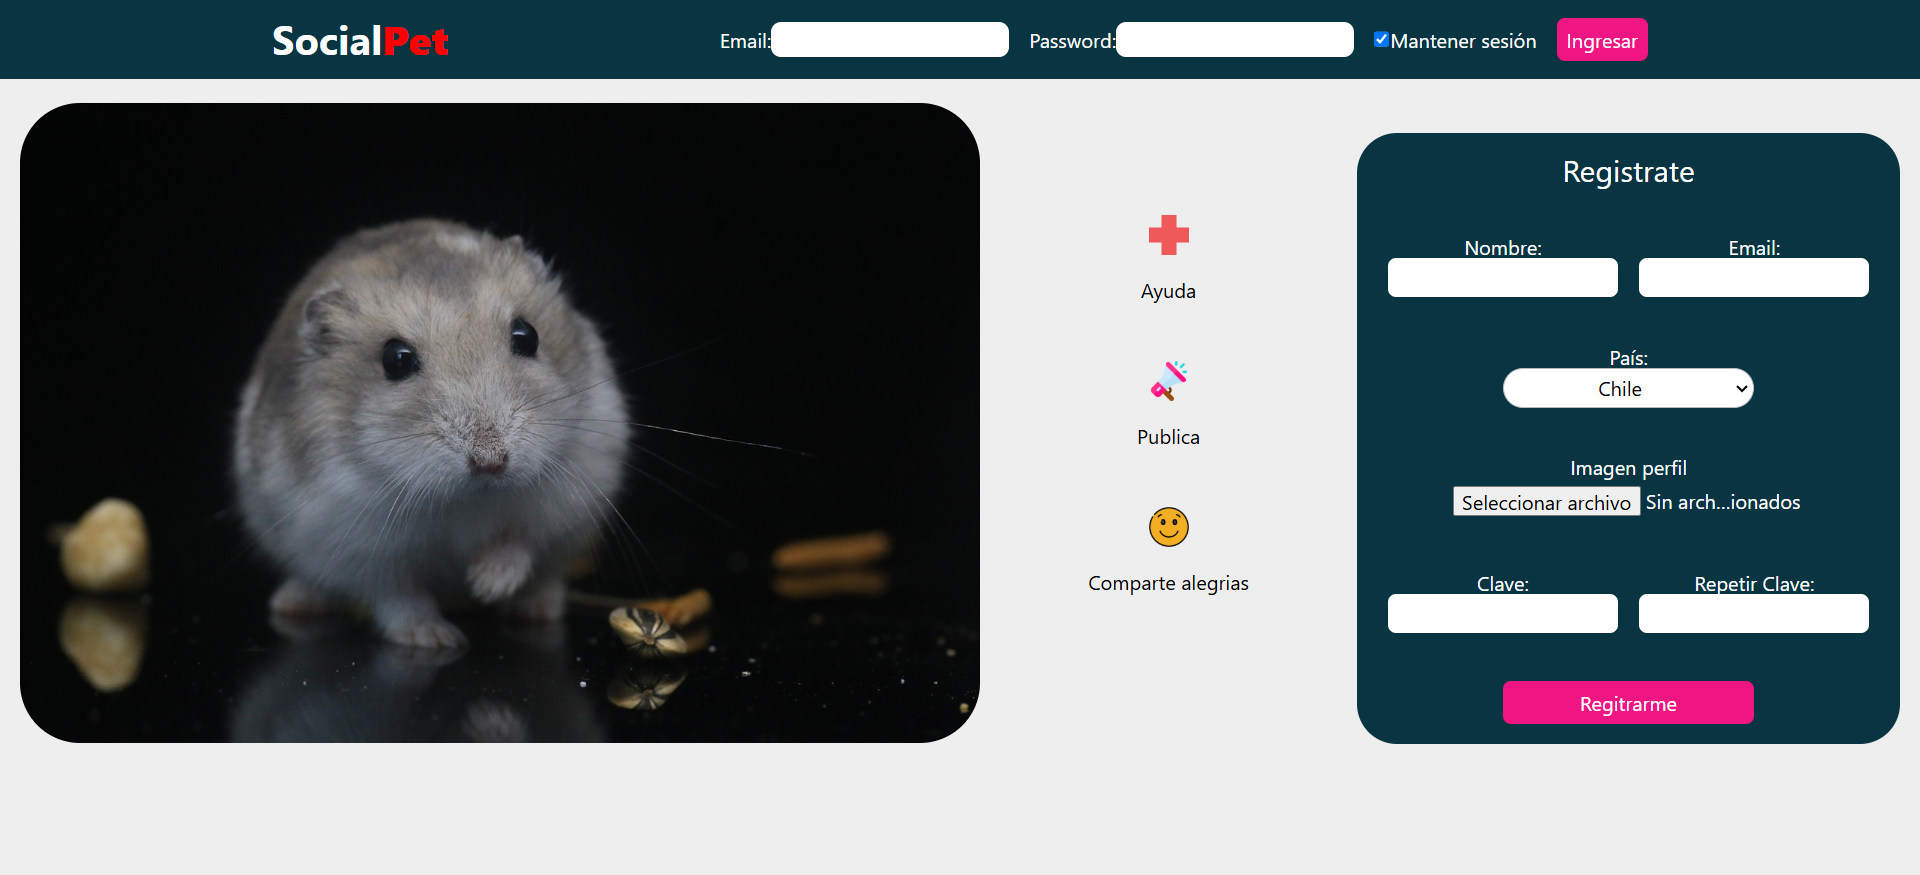 SocialPet
Email:
Password:
Mantener sesión
Ingresar
Ayuda
Publica
Comparte alegrias
Registrate
Nombre:
Email:
País:
Chile
Imagen perfil
Seleccionar archivo Sin arch...ionados
Clave:
Repetir Clave:
Regitrarme